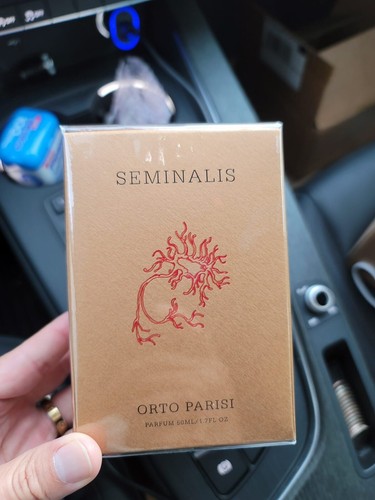 SEMINALIS
ORTO PARISI
PARFUM 50ML/1.7FL OZ